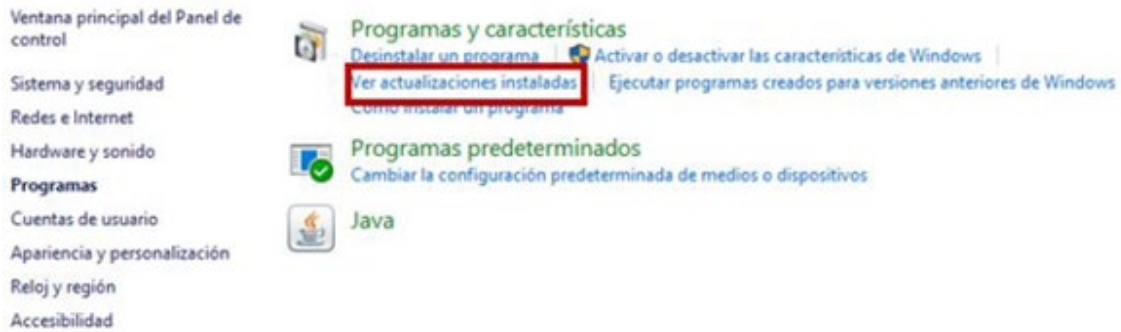 Ventana principal del Panel de
control
Sistema y seguridad
Redes e Internet
Hardware y sonido
Programas
Cuentas de usuario
Apariencia y personalización
Reloj y región
Accesibilidad
Programas y características
Desinstalar un programa Activar o desactivar las características de Windows
Ver actualizaciones instaladas Ejecutar programas creados para versiones anteriores de Windows
Cómo instalar un programa
Programas predeterminados
Cambiar la configuración predeterminada de medios o dispositivos
Java